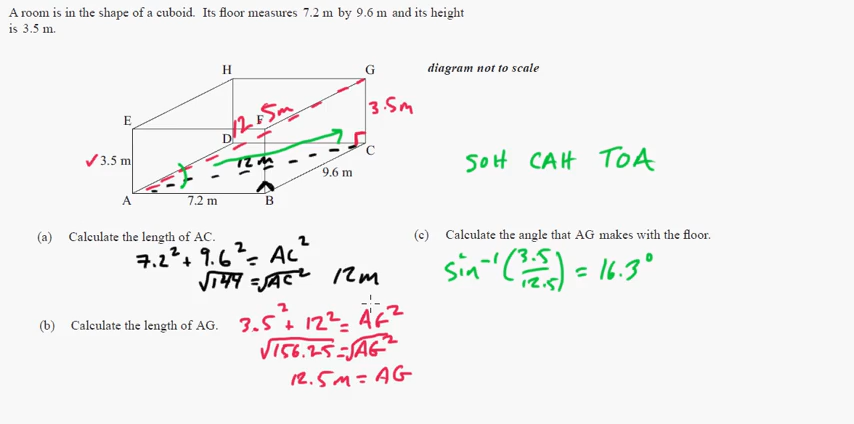 A room is in the shape of a cuboid. Its floor measures 7.2 m by 9.6 m and its height
is 3.5 m.
diagram not to scale
H
G
E
F
D
C
A
B
12.5m
3.5m
✓3.5 m
12 m
9.6 m
7.2 m
SOH CAH TOA
(a) Calculate the length of AC.
7.2² + 9.6² = AC²
√144 = √AC² 12m
(b) Calculate the length of AG.
3.5² + 12² = AG²
√156.25 = √AG²
12.5m = AG
(c) Calculate the angle that AG makes with the floor.
sin⁻¹(3.5/12.5) = 16.3°